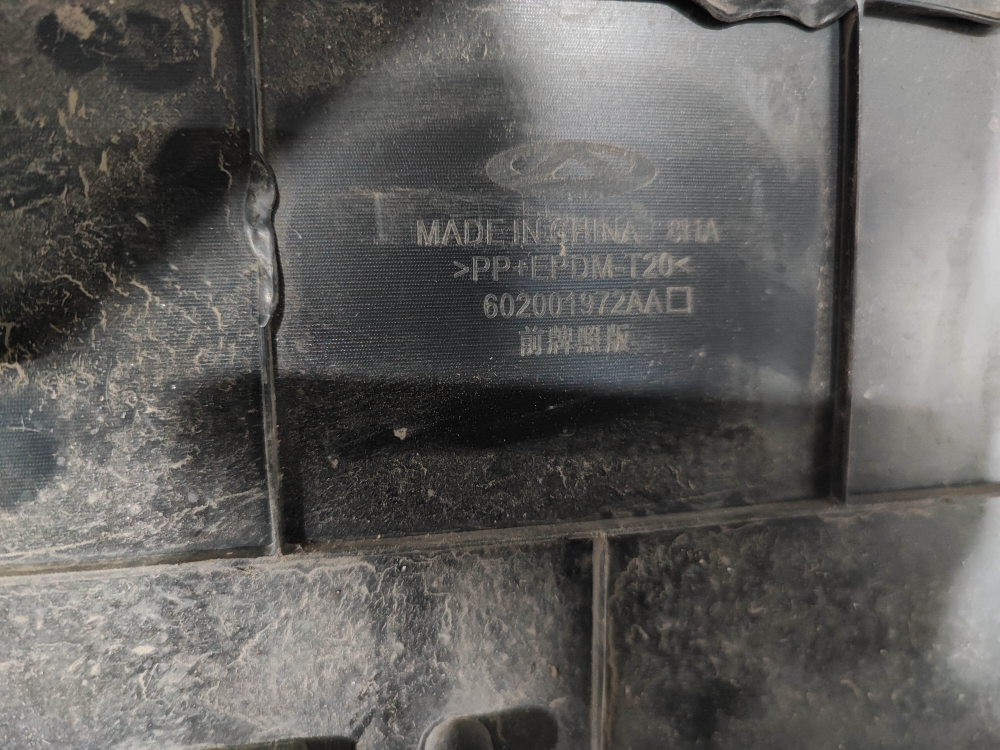 MADE IN CHINA
>PP+EPDM-T20<
602001972AA
前牌照版